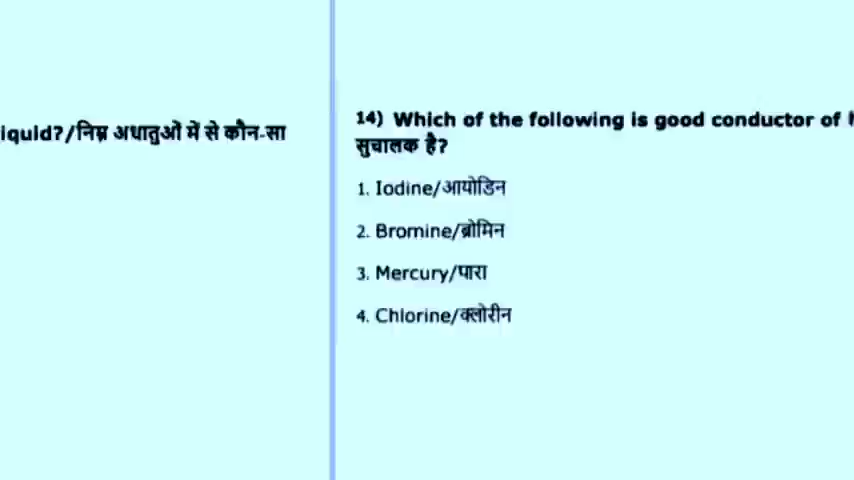 iquid?/निम्न अधातुओं में से कौन-सा
14) Which of the following is good conductor of
सुचालक है?
1. Iodine/आयोडिन
2. Bromine/ब्रोमिन
3. Mercury/पारा
4. Chlorine/क्लोरीन